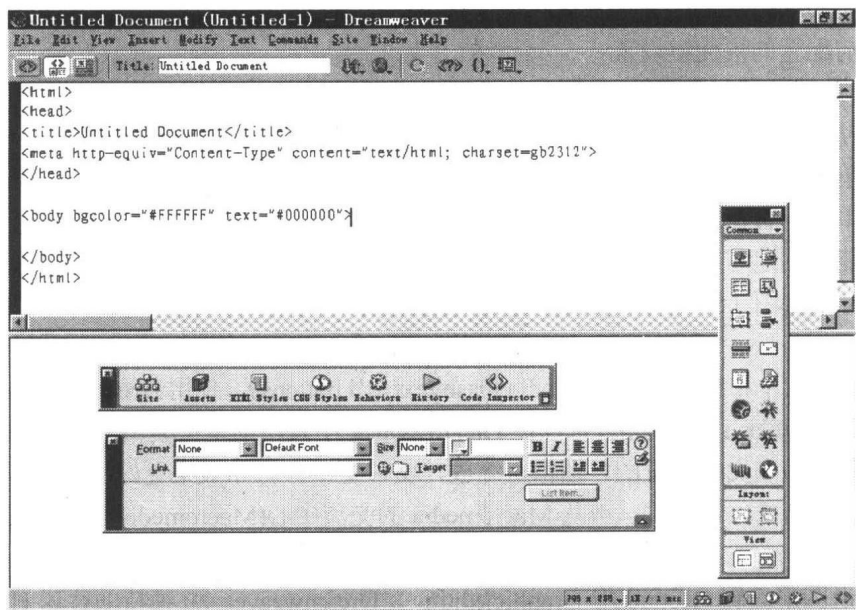 Untitled Document (Untitled-1) - Dreamweaver
File Edit View Insert Modify Text Commands Site Window Help
Title: Untitled Document
<html>
<head>
<title>Untitled Document</title>
<meta http-equiv="Content-Type" content="text/html; charset=gb2312">
</head>
<body bgcolor="#FFFFFF" text="#000000">
</body>
</html>
Common
Site Assets HTML Styles CSS Styles Behaviors History Code Inspector
Format None Default Font Size None B I
Link Target
List Item...
Layout
View
1K / 1 sec